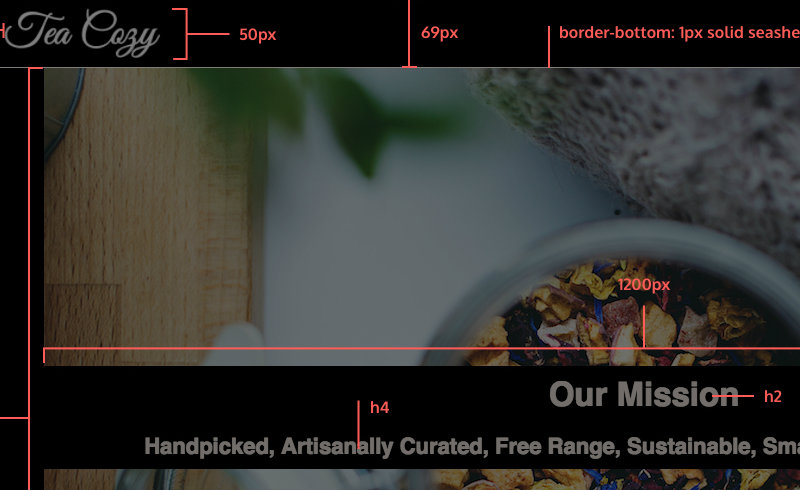 H
Tea Cozy
50px
69px
border-bottom: 1px solid seashe
1200px
Our Mission
h2
h4
Handpicked, Artisanally Curated, Free Range, Sustainable, Sma